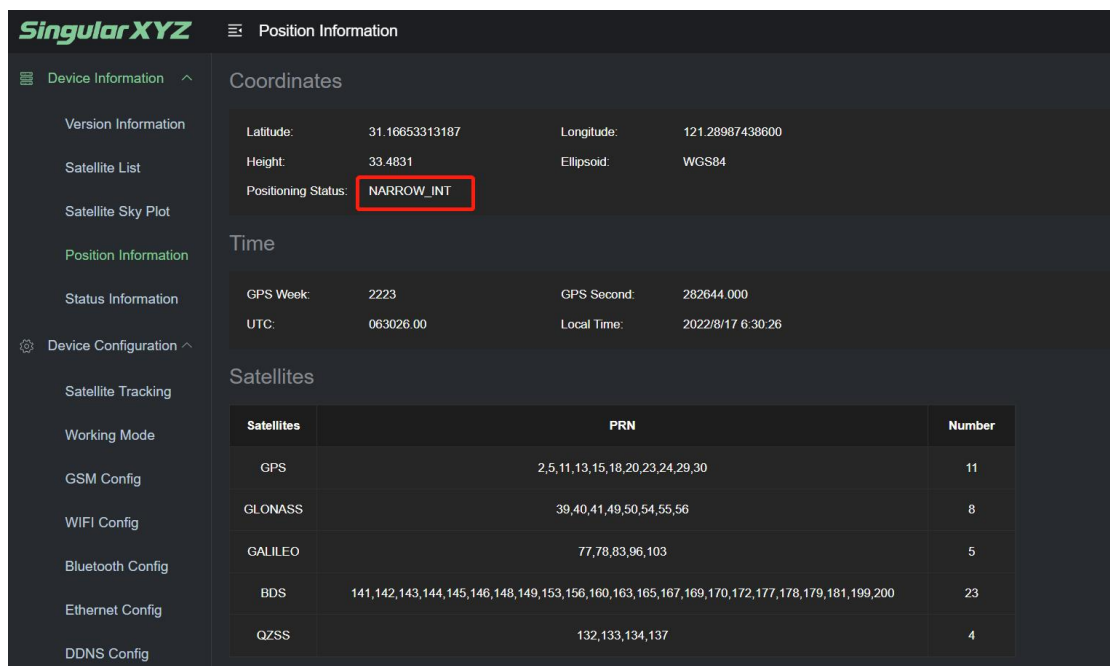 SingularXYZ Position Information
Device Information
Version Information
Satellite List
Satellite Sky Plot
Position Information
Status Information
Device Configuration
Satellite Tracking
Working Mode
GSM Config
WIFI Config
Bluetooth Config
Ethernet Config
DDNS Config
Coordinates
Latitude: 31.16653313187 Longitude: 121.28987438600
Height: 33.4831 Ellipsoid: WGS84
Positioning Status: NARROW_INT
Time
GPS Week: 2223 GPS Second: 282644.000
UTC: 063026.00 Local Time: 2022/8/17 6:30:26
Satellites
Satellites PRN Number
GPS 2,5,11,13,15,18,20,23,24,29,30 11
GLONASS 39,40,41,49,50,54,55,56 8
GALILEO 77,78,83,96,103 5
BDS 141,142,143,144,145,146,148,149,153,156,160,163,165,167,169,170,172,177,178,179,181,199,200 23
QZSS 132,133,134,137 4